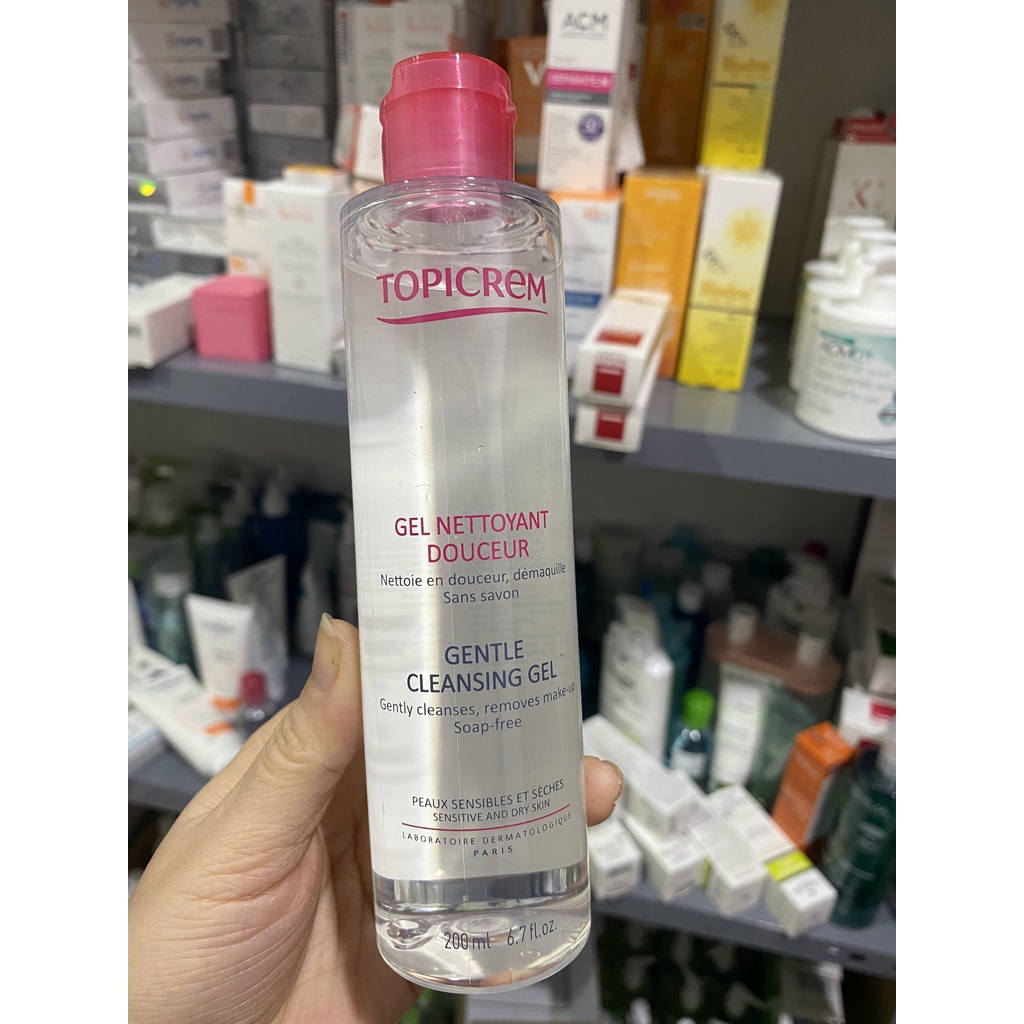 TOPICREM
GEL NETTOYANT
DOUCEUR
Nettoie en douceur, démaquille
Sans savon
GENTLE
CLEANSING GEL
Gently cleanses, removes make-up
Soap-free
PEAUX SENSIBLES ET SÈCHES
SENSITIVE AND DRY SKIN
LABORATOIRE DERMATOLOGIQUE
PARIS
200 ml 6.7 fl.oz.
ACM